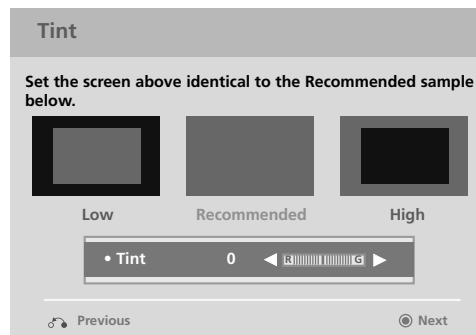 Tint
Set the screen above identical to the Recommended sample
below.
Low Recommended High
• Tint 0 R G
Previous Next